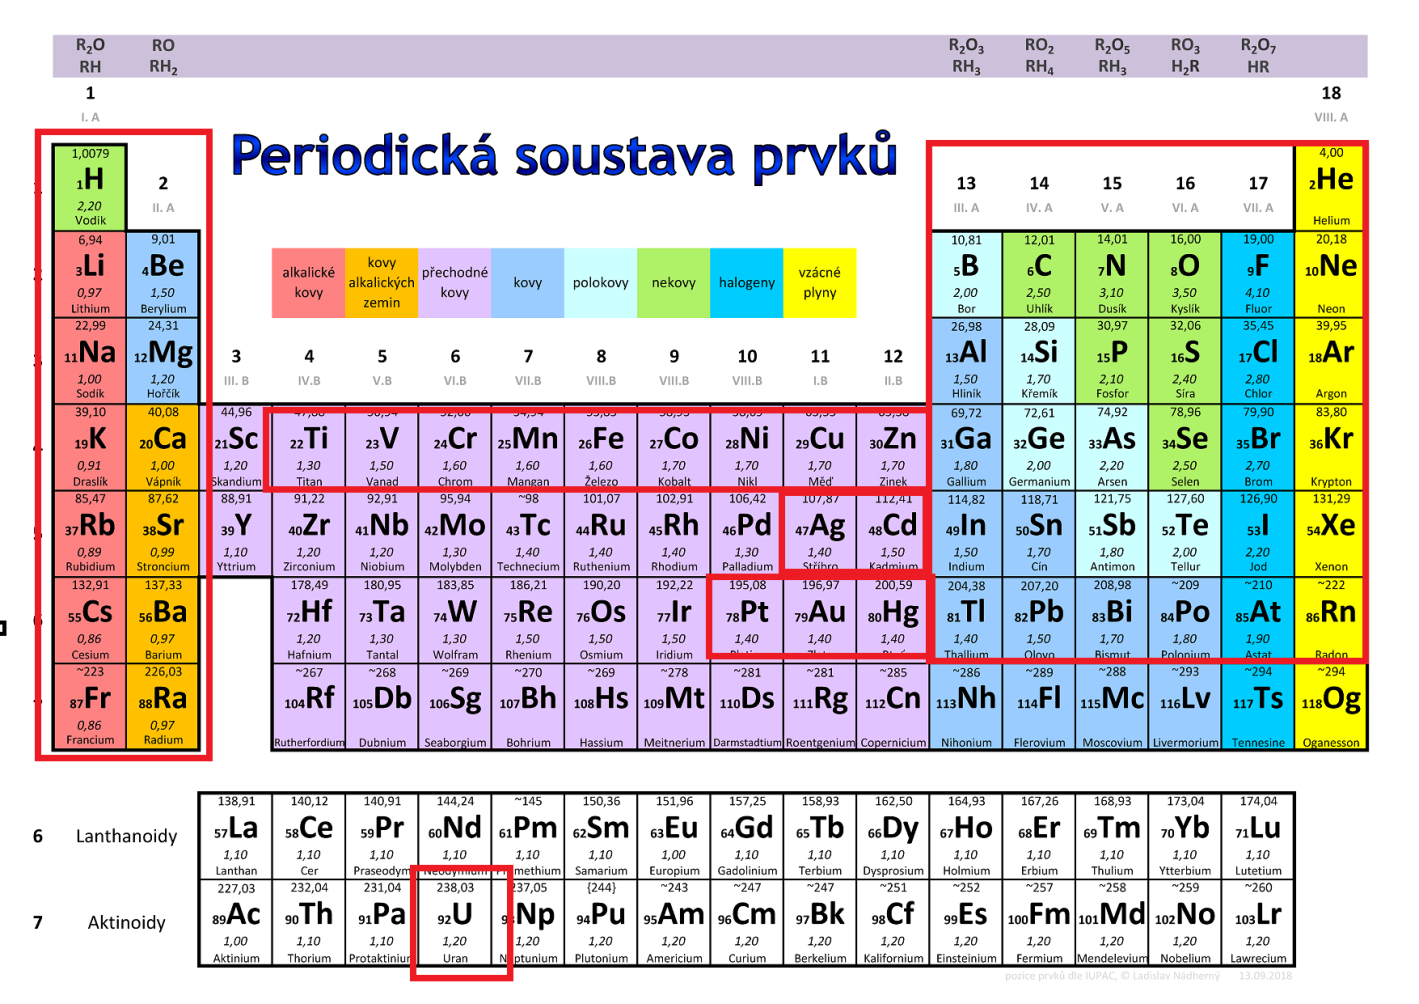 R₂O RO R₂O₃ RO₂ R₂O₅ RO₃ R₂O₇
RH RH₂ RH₃ RH₄ RH₃ H₂R HR
1 18
I. A VIII. A
Periodická soustava prvků
1,0079 4,00
1H 2 13 14 15 16 17 2He
2,20 II. A III. A IV. A V. A VI. A VII. A
Vodík Helium
6,94 9,01 10,81 12,01 14,01 16,00 19,00 20,18
3Li 4Be 5B 6C 7N 8O 9F 10Ne
0,97 1,50 2,00 2,50 3,10 3,50 4,10
Lithium Berylium Bor Uhlík Dusík Kyslík Fluor Neon
alkalické kovy
kovy alkalických zemin
přechodné kovy
kovy
polokovy
nekovy
halogeny
vzácné plyny
22,99 24,31 26,98 28,09 30,97 32,06 35,45 39,95
11Na 12Mg 3 4 5 6 7 8 9 10 11 12 13Al 14Si 15P 16S 17Cl 18Ar
1,00 1,20 III. B IV.B V.B VI.B VII.B VIII.B VIII.B VIII.B I.B II.B 1,50 1,70 2,10 2,40 2,80
Sodík Hořčík Hliník Křemík Fosfor Síra Chlor Argon
39,10 40,08 44,96 69,72 72,61 74,92 78,96 79,90 83,80
19K 20Ca 21Sc 22Ti 23V 24Cr 25Mn 26Fe 27Co 28Ni 29Cu 30Zn 31Ga 32Ge 33As 34Se 35Br 36Kr
0,91 1,00 1,20 1,30 1,50 1,60 1,60 1,60 1,70 1,70 1,70 1,70 1,80 2,00 2,20 2,50 2,70
Draslík Vápník Skandium Titan Vanad Chrom Mangan Železo Kobalt Nikl Měď Zinek Gallium Germanium Arsen Selen Brom Krypton
85,47 87,62 88,91 91,22 92,91 95,94 ~98 101,07 102,91 106,42 107,87 112,41 114,82 118,71 121,75 127,60 126,90 131,29
37Rb 38Sr 39Y 40Zr 41Nb 42Mo 43Tc 44Ru 45Rh 46Pd 47Ag 48Cd 49In 50Sn 51Sb 52Te 53I 54Xe
0,89 0,99 1,10 1,20 1,20 1,30 1,40 1,40 1,40 1,30 1,40 1,50 1,50 1,70 1,80 2,00 2,20
Rubidium Stroncium Yttrium Zirconium Niobium Molybden Technecium Ruthenium Rhodium Palladium Stříbro Kadmium Indium Cín Antimon Tellur Jod Xenon
132,91 137,33 178,49 180,95 183,85 186,21 190,20 192,22 195,08 196,97 200,59 204,38 207,20 208,98 ~209 ~210 ~222
55Cs 56Ba 72Hf 73Ta 74W 75Re 76Os 77Ir 78Pt 79Au 80Hg 81Tl 82Pb 83Bi 84Po 85At 86Rn
0,86 0,97 1,20 1,30 1,30 1,50 1,50 1,50 1,40 1,40 1,40 1,40 1,50 1,70 1,80 1,90
Cesium Barium Hafnium Tantal Wolfram Rhenium Osmium Iridium Thallium Olovo Bismut Polonium Astat Radon
~223 226,03 ~267 ~268 ~269 ~270 ~269 ~278 ~281 ~281 ~285 ~286 ~289 ~288 ~293 ~294 ~294
87Fr 88Ra 104Rf 105Db 106Sg 107Bh 108Hs 109Mt 110Ds 111Rg 112Cn 113Nh 114Fl 115Mc 116Lv 117Ts 118Og
0,86 0,97
Francium Radium Rutherfordium Dubnium Seaborgium Bohrium Hassium Meitnerium Darmstadtium Roentgenium Copernicium Nihonium Flerovium Moscovium Livermorium Tennesine Oganesson
138,91 140,12 140,91 144,24 ~145 150,36 151,96 157,25 158,93 162,50 164,93 167,26 168,93 173,04 174,04
6 Lanthanoidy 57La 58Ce 59Pr 60Nd 61Pm 62Sm 63Eu 64Gd 65Tb 66Dy 67Ho 68Er 69Tm 70Yb 71Lu
1,10 1,10 1,10 1,10 1,10 1,10 1,00 1,10 1,10 1,10 1,10 1,10 1,10 1,10 1,10
Lanthan Cer Praseodym Neodymium Promethium Samarium Europium Gadolinium Terbium Dysprosium Holmium Erbium Thulium Ytterbium Lutetium
227,03 232,04 231,04 238,03 237,05 {244} ~243 ~247 ~247 ~251 ~252 ~257 ~258 ~259 ~260
7 Aktinoidy 89Ac 90Th 91Pa 92U 93Np 94Pu 95Am 96Cm 97Bk 98Cf 99Es 100Fm 101Md 102No 103Lr
1,00 1,10 1,10 1,20 1,20 1,20 1,20 1,20 1,20 1,20 1,20 1,20 1,20 1,20 1,20
Aktinium Thorium Protaktinium Uran Neptunium Plutonium Americium Curium Berkelium Kalifornium Einsteinium Fermium Mendelevium Nobelium Lawrecium
pozice prvků dle IUPAC, © Ladislav Nádherný 13.09.2018